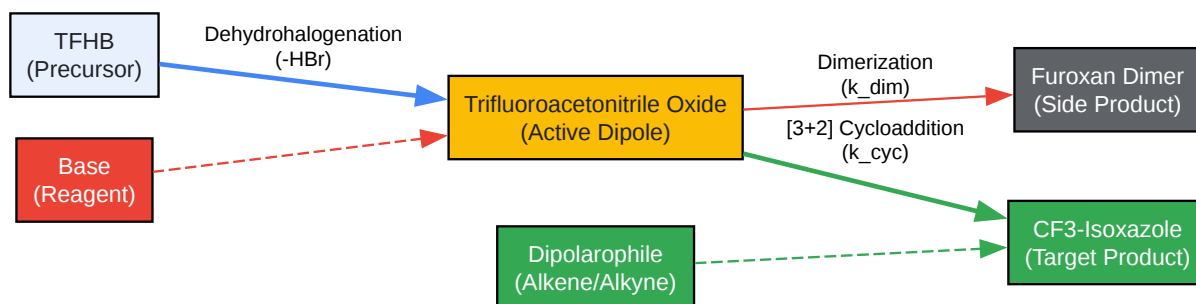 TFHB
(Precursor)
Dehydrohalogenation
(-HBr)
Base
(Reagent)
Trifluoroacetonitrile Oxide
(Active Dipole)
Dimerization
(k_dim)
[3+2] Cycloaddition
(k_cyc)
Furoxan Dimer
(Side Product)
Dipolarophile
(Alkene/Alkyne)
CF3-Isoxazole
(Target Product)